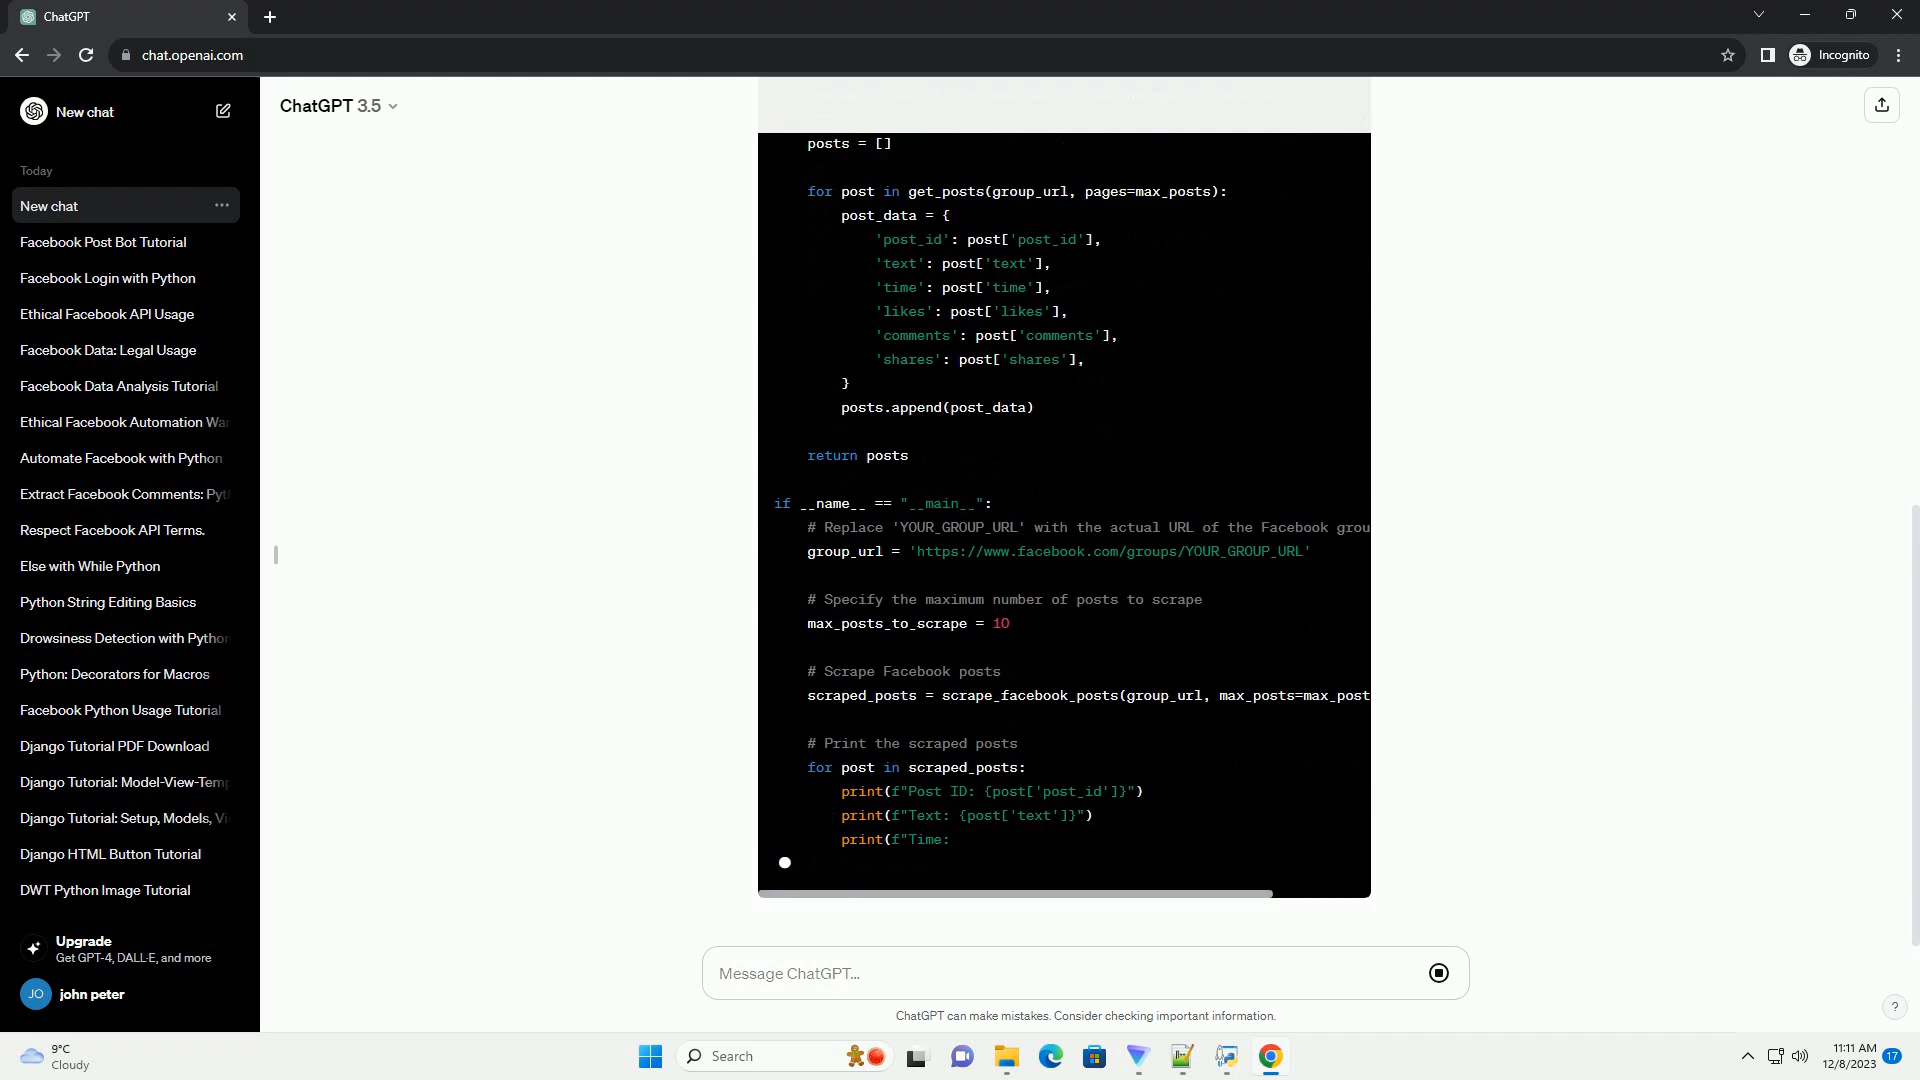 ChatGPT
chat.openai.com
Incognito
New chat
Today
New chat
Facebook Post Bot Tutorial
Facebook Login with Python
Ethical Facebook API Usage
Facebook Data: Legal Usage
Facebook Data Analysis Tutorial
Ethical Facebook Automation War
Automate Facebook with Python
Extract Facebook Comments: Pyt
Respect Facebook API Terms.
Else with While Python
Python String Editing Basics
Drowsiness Detection with Python
Python: Decorators for Macros
Facebook Python Usage Tutorial
Django Tutorial PDF Download
Django Tutorial: Model-View-Temp
Django Tutorial: Setup, Models, Vi
Django HTML Button Tutorial
DWT Python Image Tutorial
Upgrade
Get GPT-4, DALL·E, and more
JO john peter
ChatGPT 3.5
posts = []
for post in get_posts(group_url, pages=max_posts):
post_data = {
'post_id': post['post_id'],
'text': post['text'],
'time': post['time'],
'likes': post['likes'],
'comments': post['comments'],
'shares': post['shares'],
}
posts.append(post_data)
return posts
if __name__ == "__main__":
# Replace 'YOUR_GROUP_URL' with the actual URL of the Facebook grou
group_url = 'https://www.facebook.com/groups/YOUR_GROUP_URL'
# Specify the maximum number of posts to scrape
max_posts_to_scrape = 10
# Scrape Facebook posts
scraped_posts = scrape_facebook_posts(group_url, max_posts=max_post
# Print the scraped posts
for post in scraped_posts:
print(f"Post ID: {post['post_id']}")
print(f"Text: {post['text']}")
print(f"Time:
Message ChatGPT...
ChatGPT can make mistakes. Consider checking important information.
?
9°C
Cloudy
Search
11:11 AM
12/8/2023
17